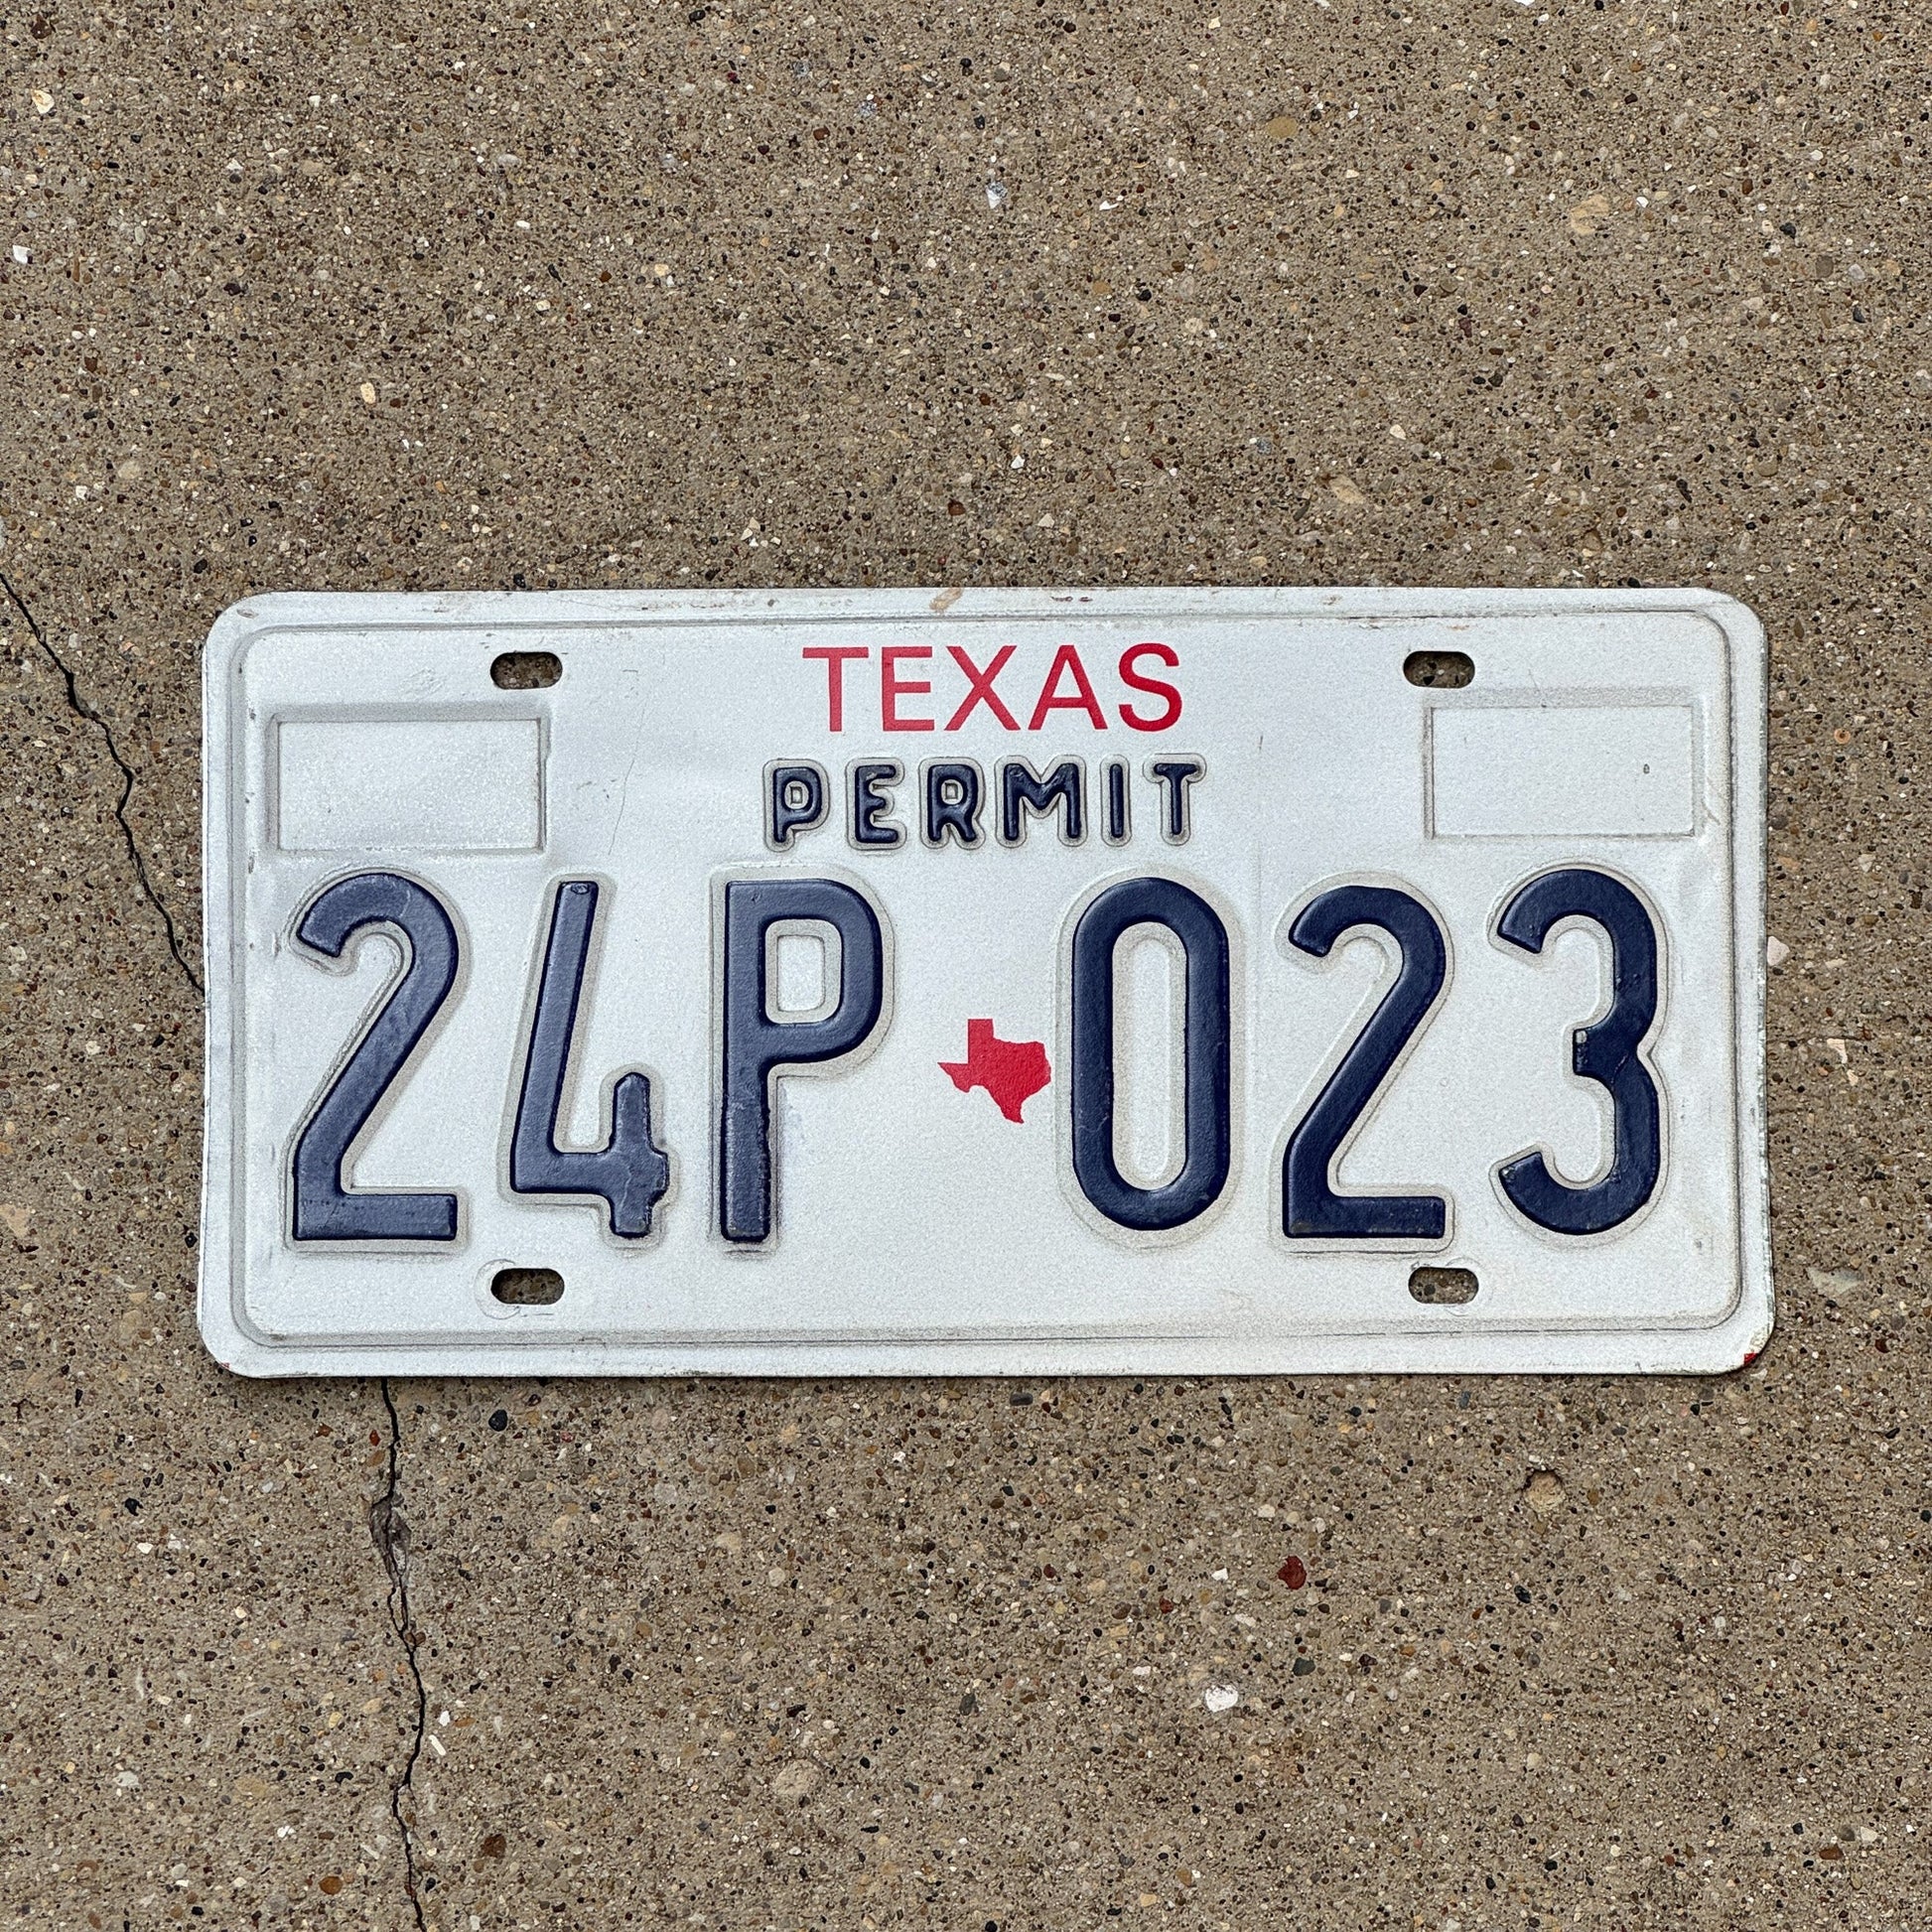 TEXAS
PERMIT
24P 023